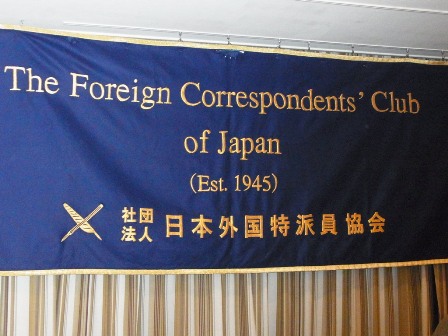 The Foreign Correspondents' Club
of Japan
(Est. 1945)
社団法人 日本外国特派員協会